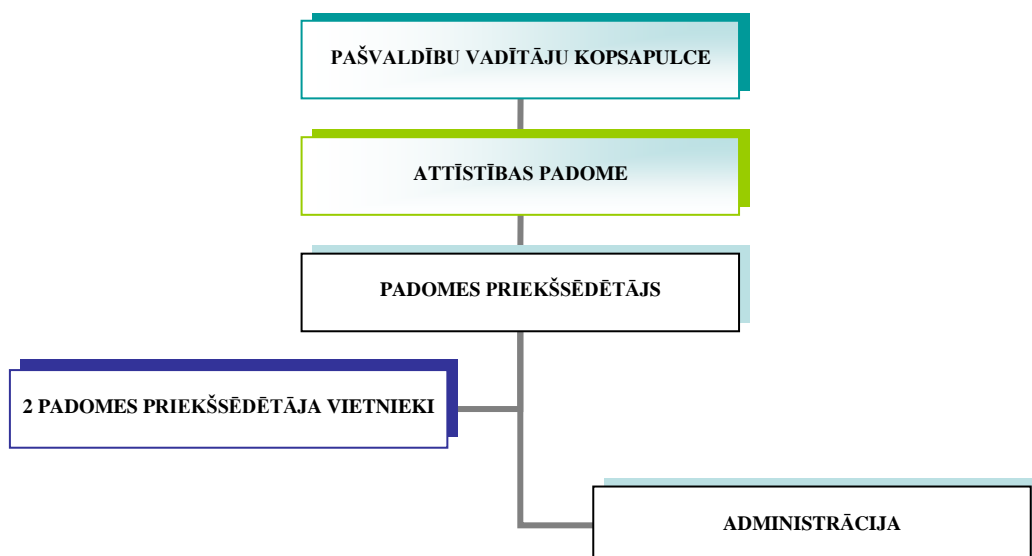 PAŠVALDĪBU VADĪTĀJU KOPSAPULCE
ATTĪSTĪBAS PADOME
PADOMES PRIEKŠSĒDĒTĀJS
2 PADOMES PRIEKŠSĒDĒTĀJA VIETNIEKI
ADMINISTRĀCIJA